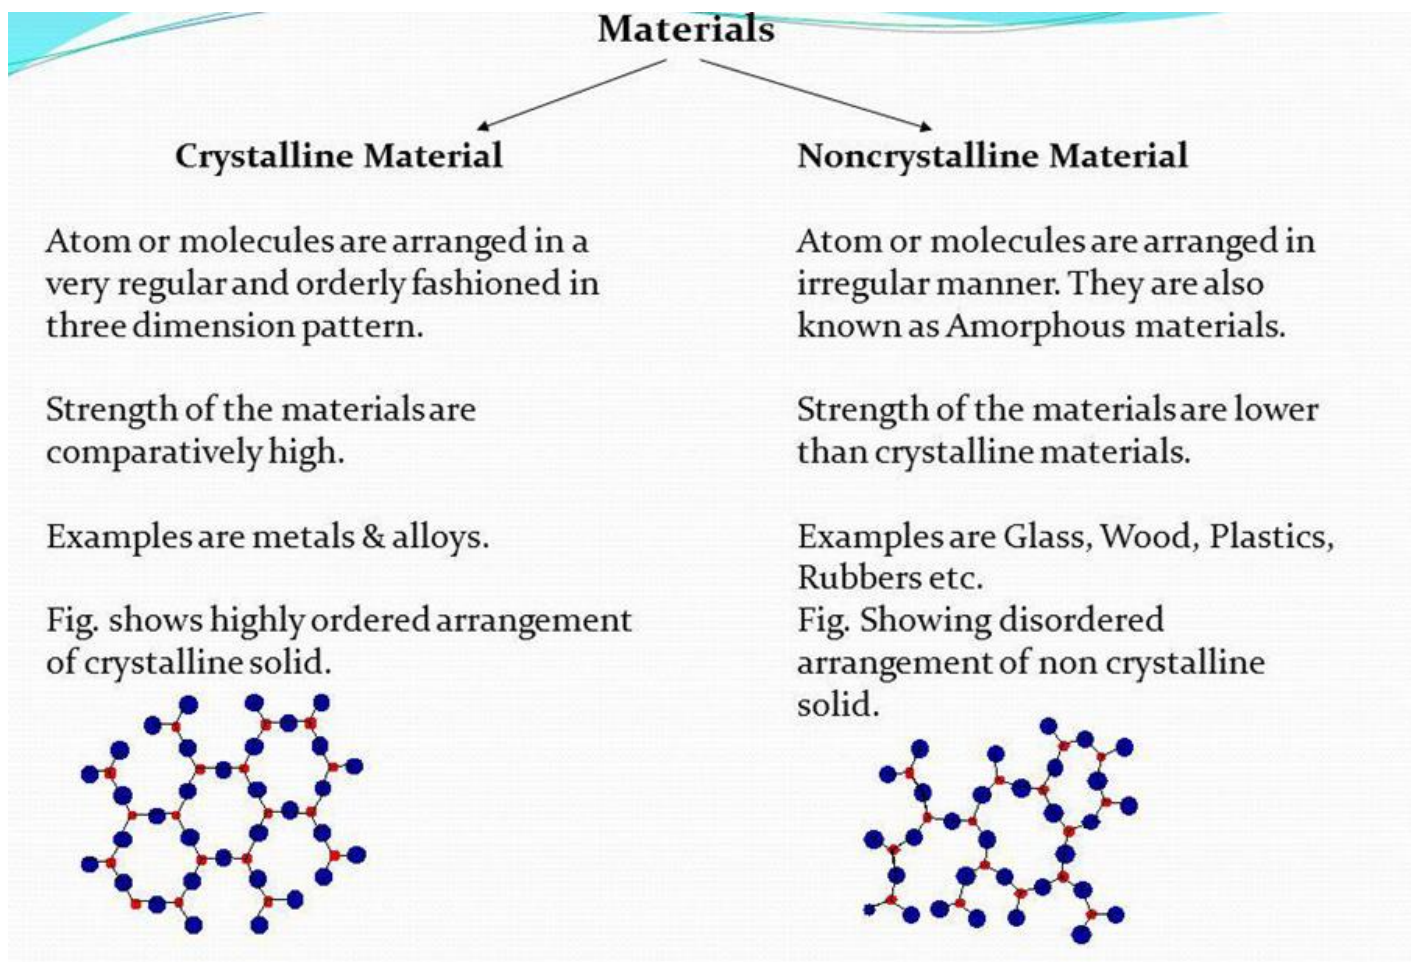 Materials
Crystalline Material
Atom or molecules are arranged in a
very regular and orderly fashioned in
three dimension pattern.
Strength of the materials are
comparatively high.
Examples are metals & alloys.
Fig. shows highly ordered arrangement
of crystalline solid.
Noncrystalline Material
Atom or molecules are arranged in
irregular manner. They are also
known as Amorphous materials.
Strength of the materials are lower
than crystalline materials.
Examples are Glass, Wood, Plastics,
Rubbers etc.
Fig. Showing disordered
arrangement of non crystalline
solid.